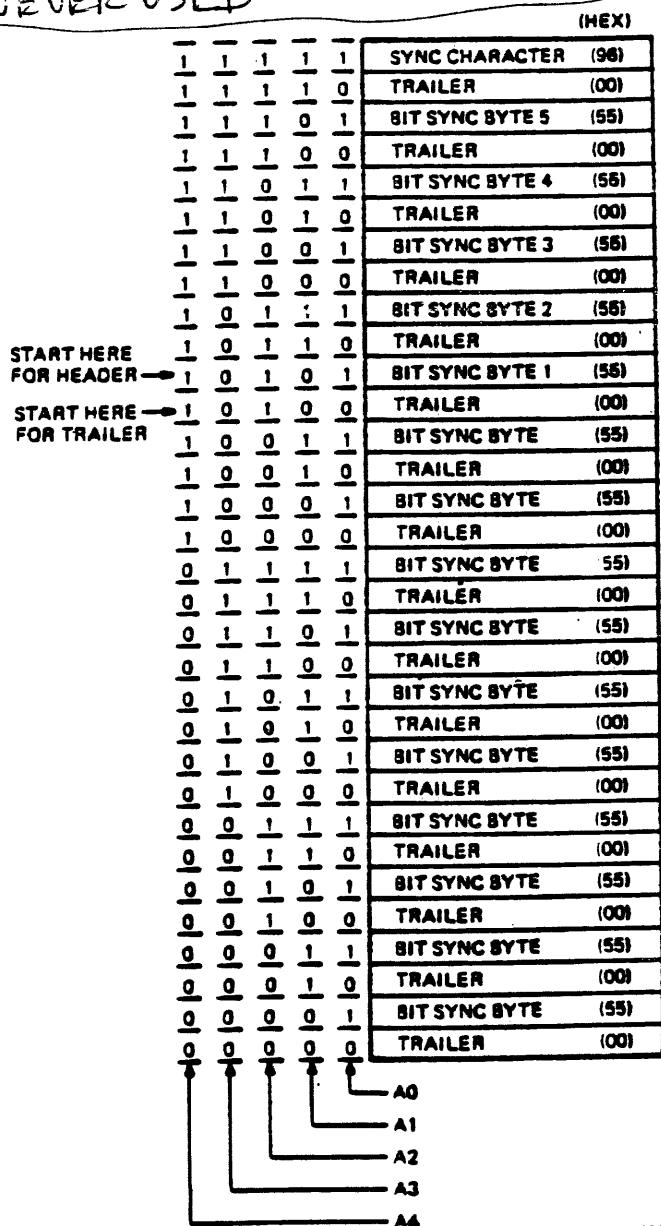 NEVER USED
(HEX)
1 1 1 1 1 SYNC CHARACTER (96)
1 1 1 1 0 TRAILER (00)
1 1 1 0 1 BIT SYNC BYTE 5 (55)
1 1 1 0 0 TRAILER (00)
1 1 0 1 1 BIT SYNC BYTE 4 (55)
1 1 0 1 0 TRAILER (00)
1 1 0 0 1 BIT SYNC BYTE 3 (55)
1 1 0 0 0 TRAILER (00)
1 0 1 1 1 BIT SYNC BYTE 2 (55)
START HERE
1 0 1 1 0 TRAILER (00)
FOR HEADER 1 0 1 0 1 BIT SYNC BYTE 1 (55)
START HERE 1 0 1 0 0 TRAILER (00)
FOR TRAILER
1 0 0 1 1 BIT SYNC BYTE (55)
1 0 0 1 0 TRAILER (00)
1 0 0 0 1 BIT SYNC BYTE (55)
1 0 0 0 0 TRAILER (00)
0 1 1 1 1 BIT SYNC BYTE 55)
0 1 1 1 0 TRAILER (00)
0 1 1 0 1 BIT SYNC BYTE (55)
0 1 1 0 0 TRAILER (00)
0 1 0 1 1 BIT SYNC BYTE (55)
0 1 0 1 0 TRAILER (00)
0 1 0 0 1 BIT SYNC BYTE (55)
0 1 0 0 0 TRAILER (00)
0 0 1 1 1 BIT SYNC BYTE (55)
0 0 1 1 0 TRAILER (00)
0 0 1 0 1 BIT SYNC BYTE (55)
0 0 1 0 0 TRAILER (00)
0 0 0 1 1 BIT SYNC BYTE (55)
0 0 0 1 0 TRAILER (00)
0 0 0 0 1 BIT SYNC BYTE (55)
0 0 0 0 0 TRAILER (00)
A0
A1
A2
A3
A4